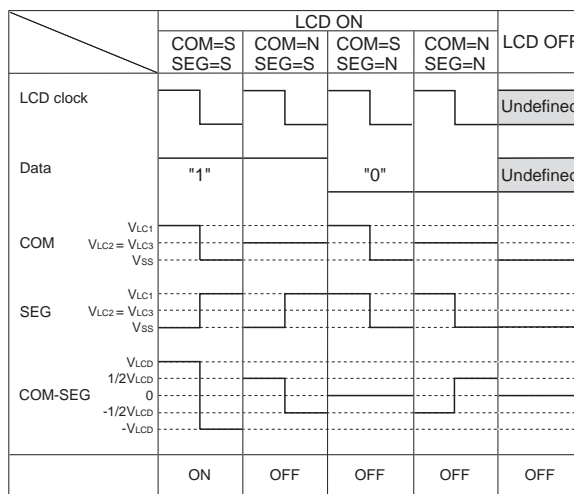 LCD ON
COM=S COM=N COM=S COM=N LCD OFF
SEG=S SEG=S SEG=N SEG=N
LCD clock
Undefined
Data "1" "0" Undefined
VLC1
COM VLC2 = VLC3
VSS
VLC1
SEG VLC2 = VLC3
VSS
VLCD
1/2VLCD
COM-SEG 0
-1/2VLCD
-VLCD
ON OFF OFF OFF OFF